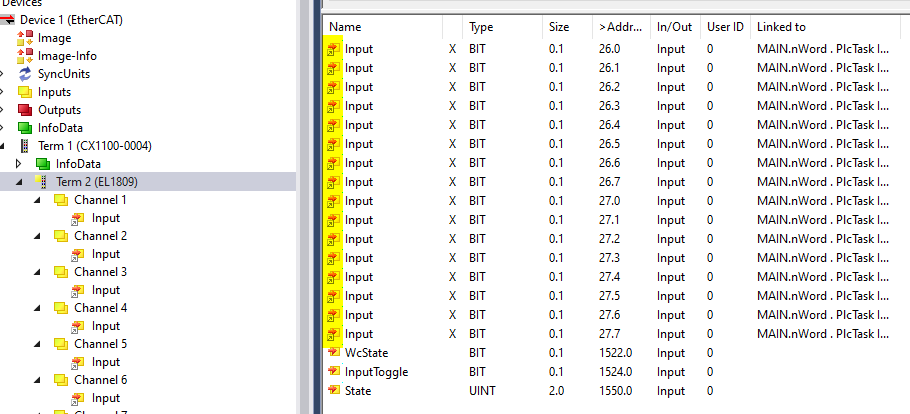 Devices
Device 1 (EtherCAT)
Image
Image-Info
SyncUnits
Inputs
Outputs
InfoData
Term 1 (CX1100-0004)
InfoData
Term 2 (EL1809)
Channel 1
Input
Channel 2
Input
Channel 3
Input
Channel 4
Input
Channel 5
Input
Channel 6
Input
Name Type Size >Addr... In/Out User ID Linked to
Input X BIT 0.1 26.0 Input 0 MAIN.nWord . PlcTask I...
Input X BIT 0.1 26.1 Input 0 MAIN.nWord . PlcTask I...
Input X BIT 0.1 26.2 Input 0 MAIN.nWord . PlcTask I...
Input X BIT 0.1 26.3 Input 0 MAIN.nWord . PlcTask I...
Input X BIT 0.1 26.4 Input 0 MAIN.nWord . PlcTask I...
Input X BIT 0.1 26.5 Input 0 MAIN.nWord . PlcTask I...
Input X BIT 0.1 26.6 Input 0 MAIN.nWord . PlcTask I...
Input X BIT 0.1 26.7 Input 0 MAIN.nWord . PlcTask I...
Input X BIT 0.1 27.0 Input 0 MAIN.nWord . PlcTask I...
Input X BIT 0.1 27.1 Input 0 MAIN.nWord . PlcTask I...
Input X BIT 0.1 27.2 Input 0 MAIN.nWord . PlcTask I...
Input X BIT 0.1 27.3 Input 0 MAIN.nWord . PlcTask I...
Input X BIT 0.1 27.4 Input 0 MAIN.nWord . PlcTask I...
Input X BIT 0.1 27.5 Input 0 MAIN.nWord . PlcTask I...
Input X BIT 0.1 27.6 Input 0 MAIN.nWord . PlcTask I...
Input X BIT 0.1 27.7 Input 0 MAIN.nWord . PlcTask I...
WcState BIT 0.1 1522.0 Input 0
InputToggle BIT 0.1 1524.0 Input 0
State UINT 2.0 1550.0 Input 0